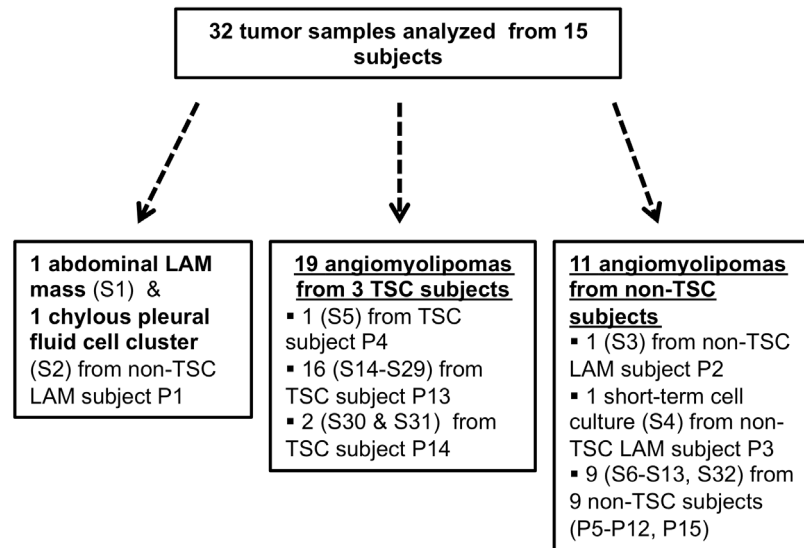 32 tumor samples analyzed from 15
subjects
1 abdominal LAM
mass (S1) &
1 chylous pleural
fluid cell cluster
(S2) from non-TSC
LAM subject P1
19 angiomyolipomas
from 3 TSC subjects
▪ 1 (S5) from TSC
subject P4
▪ 16 (S14-S29) from
TSC subject P13
▪ 2 (S30 & S31) from
TSC subject P14
11 angiomyolipomas
from non-TSC
subjects
▪ 1 (S3) from non-TSC
LAM subject P2
▪ 1 short-term cell
culture (S4) from non-
TSC LAM subject P3
▪ 9 (S6-S13, S32) from
9 non-TSC subjects
(P5-P12, P15)